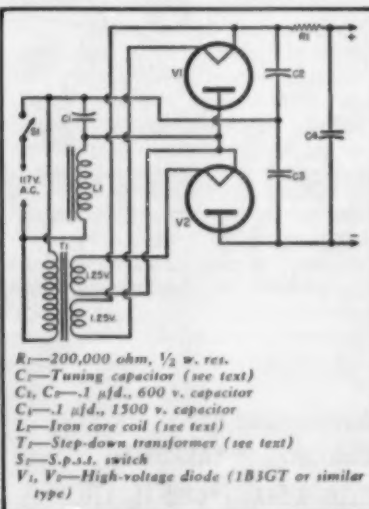 R1
+
V1
C2
C1
S1
C4
117V.
A.C.
L1
C3
V2
T1
1.25V.
1.25V.
-
R₁—200,000 ohm, ½ w. res.
C₁—Tuning capacitor (see text)
C₂, C₃—.1 µfd., 600 v. capacitor
C₄—.1 µfd., 1500 v. capacitor
L₁—Iron core coil (see text)
T₁—Step-down transformer (see text)
S₁—S.p.s.t. switch
V₁, V₂—High-voltage diode (1B3GT or similar
type)